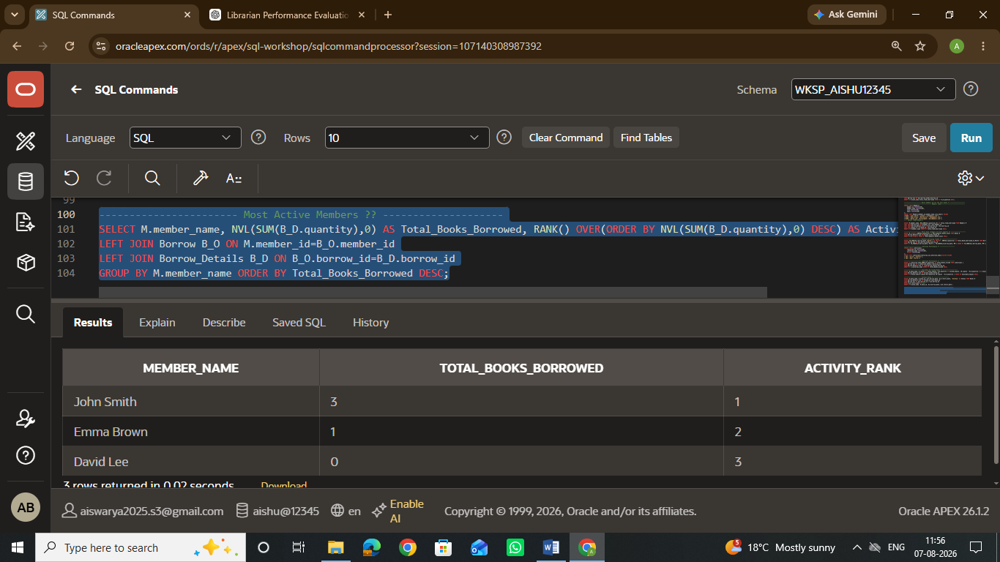 SQL Commands
Librarian Performance Evaluatio
Ask Gemini
oracleapex.com/ords/r/apex/sql-workshop/sqlcommandprocessor?session=107140308987392
A
SQL Commands
Schema
WKSP_AISHU12345
Language
SQL
Rows
10
Clear Command
Find Tables
Save
Run
A::
99
100 ----------------------- Most Active Members ?? --------------------
101 SELECT M.member_name, NVL(SUM(B_D.quantity),0) AS Total_Books_Borrowed, RANK() OVER(ORDER BY NVL(SUM(B_D.quantity),0) DESC) AS Activi
102 LEFT JOIN Borrow B_O ON M.member_id=B_O.member_id
103 LEFT JOIN Borrow_Details B_D ON B_O.borrow_id=B_D.borrow_id
104 GROUP BY M.member_name ORDER BY Total_Books_Borrowed DESC;
Results Explain Describe Saved SQL History
MEMBER_NAME TOTAL_BOOKS_BORROWED ACTIVITY_RANK
John Smith 3 1
Emma Brown 1 2
David Lee 0 3
3 rows returned in 0.02 seconds Download
AB
aiswarya2025.s3@gmail.com
aishu@12345
en
Enable
AI
Copyright © 1999, 2026, Oracle and/or its affiliates.
Oracle APEX 26.1.2
Type here to search
5
18°C Mostly sunny
ENG
11:56
07-08-2026